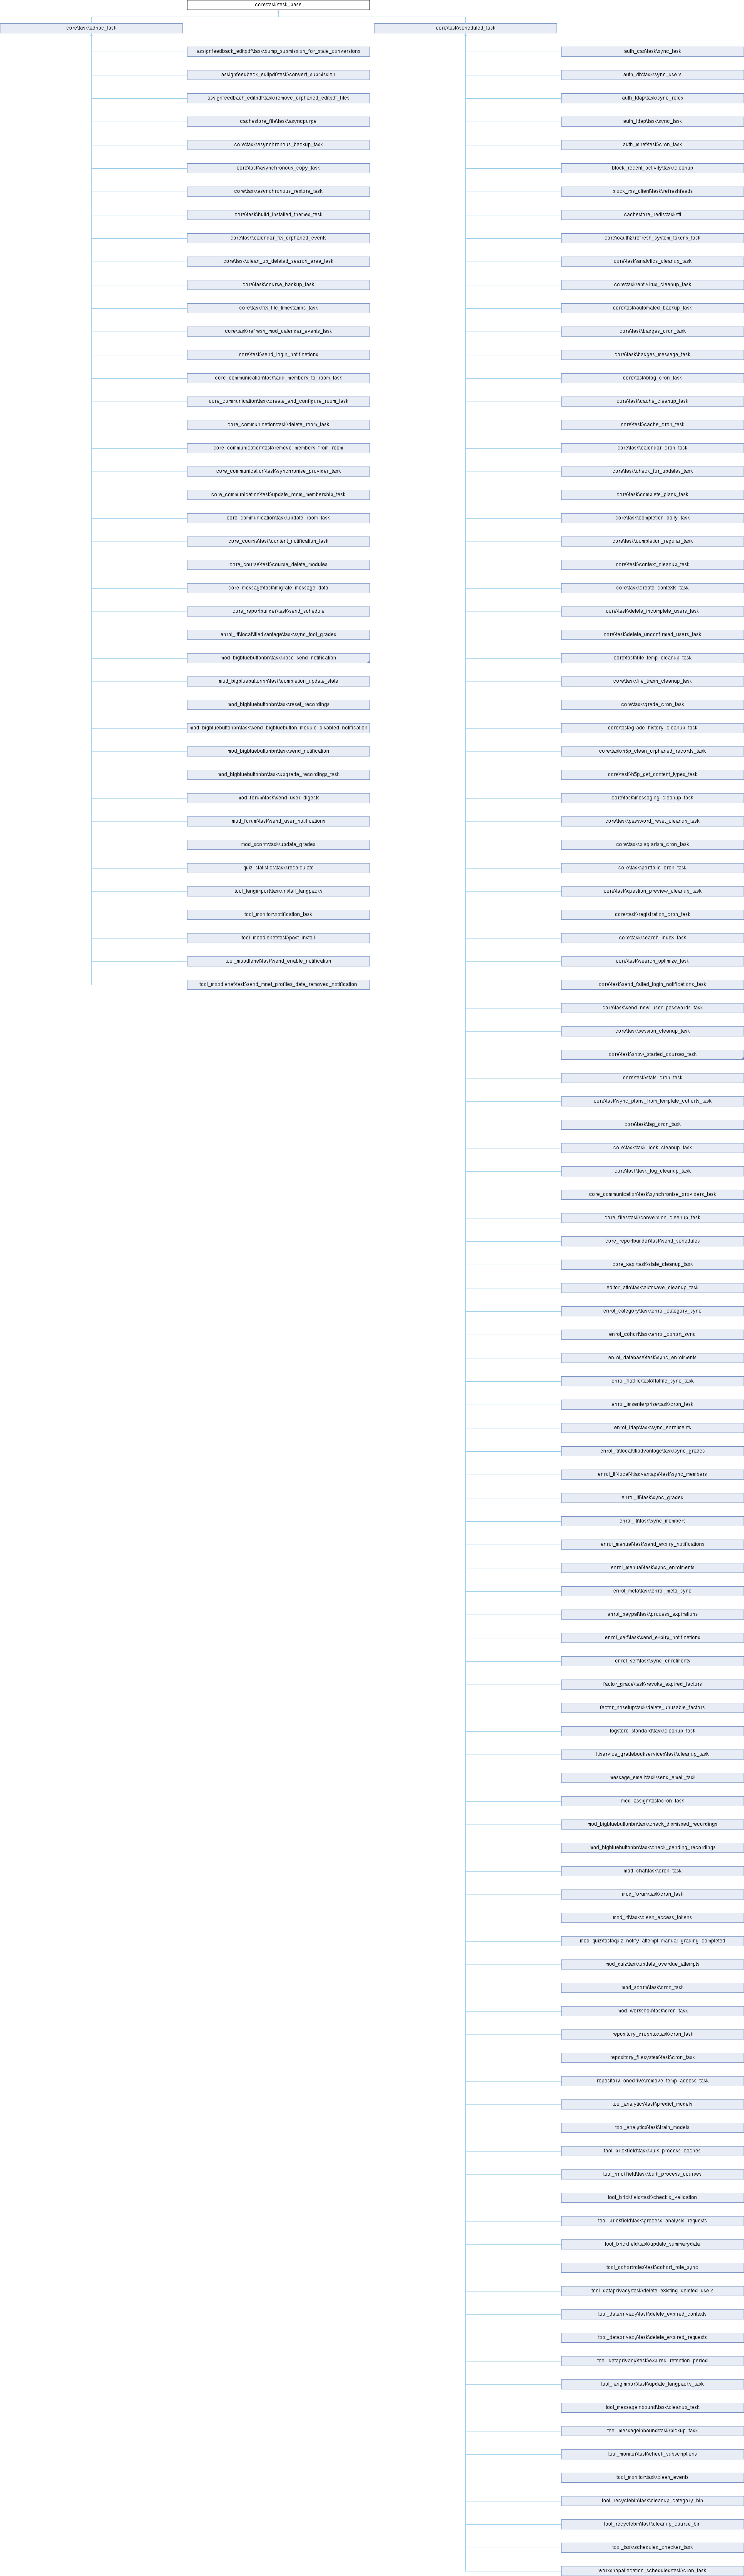 core\task\task_base
core\task\adhoc_task
core\task\scheduled_task
assignfeedback_editpdf\task\bump_submission_for_stale_conversions
assignfeedback_editpdf\task\convert_submission
assignfeedback_editpdf\task\remove_orphaned_editpdf_files
cachestore_file\task\asyncpurge
core\task\asynchronous_backup_task
core\task\asynchronous_copy_task
core\task\asynchronous_restore_task
core\task\build_installed_themes_task
core\task\calendar_fix_orphaned_events
core\task\clean_up_deleted_search_area_task
core\task\course_backup_task
core\task\fix_file_timestamps_task
core\task\refresh_mod_calendar_events_task
core\task\send_login_notifications
core_communication\task\add_members_to_room_task
core_communication\task\create_and_configure_room_task
core_communication\task\delete_room_task
core_communication\task\remove_members_from_room
core_communication\task\synchronise_provider_task
core_communication\task\update_room_membership_task
core_communication\task\update_room_task
core_course\task\content_notification_task
core_course\task\course_delete_modules
core_message\task\migrate_message_data
core_reportbuilder\task\send_schedule
enrol_lti\local\ltiadvantage\task\sync_tool_grades
mod_bigbluebuttonbn\task\base_send_notification
mod_bigbluebuttonbn\task\completion_update_state
mod_bigbluebuttonbn\task\reset_recordings
mod_bigbluebuttonbn\task\send_bigbluebutton_module_disabled_notification
mod_bigbluebuttonbn\task\send_notification
mod_bigbluebuttonbn\task\upgrade_recordings_task
mod_forum\task\send_user_digests
mod_forum\task\send_user_notifications
mod_scorm\task\update_grades
quiz_statistics\task\recalculate
tool_langimport\task\install_langpacks
tool_monitor\notification_task
tool_moodlenet\task\post_install
tool_moodlenet\task\send_enable_notification
tool_moodlenet\task\send_mnet_profiles_data_removed_notification
auth_cas\task\sync_task
auth_db\task\sync_users
auth_ldap\task\sync_roles
auth_ldap\task\sync_task
auth_mnet\task\cron_task
block_recent_activity\task\cleanup
block_rss_client\task\refreshfeeds
cachestore_redis\task\ttl
core\oauth2\refresh_system_tokens_task
core\task\analytics_cleanup_task
core\task\antivirus_cleanup_task
core\task\automated_backup_task
core\task\badges_cron_task
core\task\badges_message_task
core\task\blog_cron_task
core\task\cache_cleanup_task
core\task\cache_cron_task
core\task\calendar_cron_task
core\task\check_for_updates_task
core\task\complete_plans_task
core\task\completion_daily_task
core\task\completion_regular_task
core\task\context_cleanup_task
core\task\create_contexts_task
core\task\delete_incomplete_users_task
core\task\delete_unconfirmed_users_task
core\task\file_temp_cleanup_task
core\task\file_trash_cleanup_task
core\task\grade_cron_task
core\task\grade_history_cleanup_task
core\task\h5p_clean_orphaned_records_task
core\task\h5p_get_content_types_task
core\task\messaging_cleanup_task
core\task\password_reset_cleanup_task
core\task\plagiarism_cron_task
core\task\portfolio_cron_task
core\task\question_preview_cleanup_task
core\task\registration_cron_task
core\task\search_index_task
core\task\search_optimize_task
core\task\send_failed_login_notifications_task
core\task\send_new_user_passwords_task
core\task\session_cleanup_task
core\task\show_started_courses_task
core\task\stats_cron_task
core\task\sync_plans_from_template_cohorts_task
core\task\tag_cron_task
core\task\task_lock_cleanup_task
core\task\task_log_cleanup_task
core_communication\task\synchronise_providers_task
core_files\task\conversion_cleanup_task
core_reportbuilder\task\send_schedules
core_xapi\task\state_cleanup_task
editor_atto\task\autosave_cleanup_task
enrol_category\task\enrol_category_sync
enrol_cohort\task\enrol_cohort_sync
enrol_database\task\sync_enrolments
enrol_flatfile\task\flatfile_sync_task
enrol_imsenterprise\task\cron_task
enrol_ldap\task\sync_enrolments
enrol_lti\local\ltiadvantage\task\sync_grades
enrol_lti\local\ltiadvantage\task\sync_members
enrol_lti\task\sync_grades
enrol_lti\task\sync_members
enrol_manual\task\send_expiry_notifications
enrol_manual\task\sync_enrolments
enrol_meta\task\enrol_meta_sync
enrol_paypal\task\process_expirations
enrol_self\task\send_expiry_notifications
enrol_self\task\sync_enrolments
factor_grace\task\revoke_expired_factors
factor_nosetup\task\delete_unusable_factors
logstore_standard\task\cleanup_task
ltiservice_gradebookservices\task\cleanup_task
message_email\task\send_email_task
mod_assign\task\cron_task
mod_bigbluebuttonbn\task\check_dismissed_recordings
mod_bigbluebuttonbn\task\check_pending_recordings
mod_chat\task\cron_task
mod_forum\task\cron_task
mod_lti\task\clean_access_tokens
mod_quiz\task\quiz_notify_attempt_manual_grading_completed
mod_quiz\task\update_overdue_attempts
mod_scorm\task\cron_task
mod_workshop\task\cron_task
repository_dropbox\task\cron_task
repository_filesystem\task\cron_task
repository_onedrive\remove_temp_access_task
tool_analytics\task\predict_models
tool_analytics\task\train_models
tool_brickfield\task\bulk_process_caches
tool_brickfield\task\bulk_process_courses
tool_brickfield\task\checkid_validation
tool_brickfield\task\process_analysis_requests
tool_brickfield\task\update_summarydata
tool_cohortroles\task\cohort_role_sync
tool_dataprivacy\task\delete_existing_deleted_users
tool_dataprivacy\task\delete_expired_contexts
tool_dataprivacy\task\delete_expired_requests
tool_dataprivacy\task\expired_retention_period
tool_langimport\task\update_langpacks_task
tool_messageinbound\task\cleanup_task
tool_messageinbound\task\pickup_task
tool_monitor\task\check_subscriptions
tool_monitor\task\clean_events
tool_recyclebin\task\cleanup_category_bin
tool_recyclebin\task\cleanup_course_bin
tool_task\scheduled_checker_task
workshopallocation_scheduled\task\cron_task